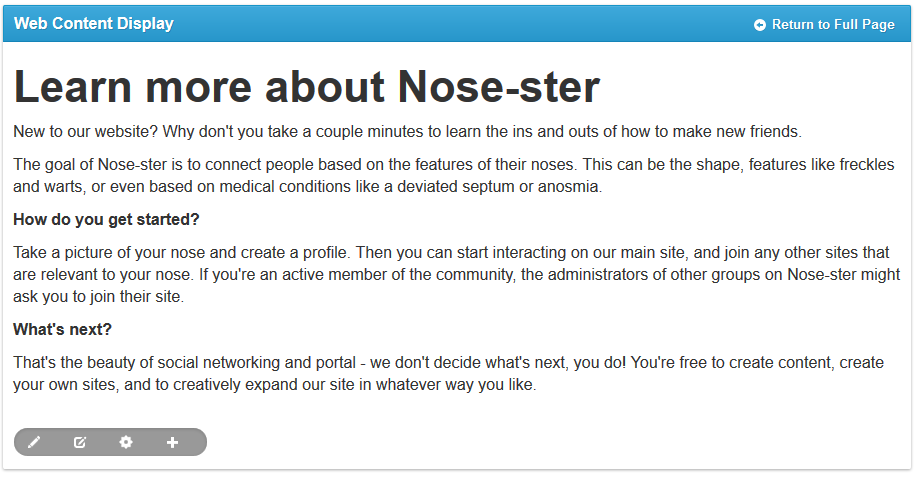 Web Content Display
Return to Full Page
Learn more about Nose-ster
New to our website? Why don't you take a couple minutes to learn the ins and outs of how to make new friends.
The goal of Nose-ster is to connect people based on the features of their noses. This can be the shape, features like freckles
and warts, or even based on medical conditions like a deviated septum or anosmia.
How do you get started?
Take a picture of your nose and create a profile. Then you can start interacting on our main site, and join any other sites that
are relevant to your nose. If you're an active member of the community, the administrators of other groups on Nose-ster might
ask you to join their site.
What's next?
That's the beauty of social networking and portal - we don't decide what's next, you do! You're free to create content, create
your own sites, and to creatively expand our site in whatever way you like.